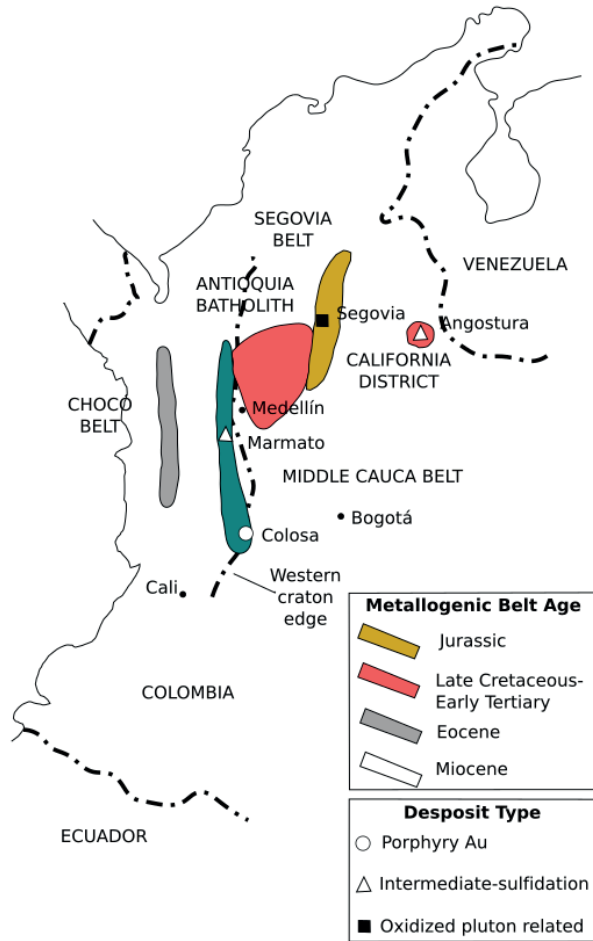 SEGOVIA
BELT
VENEZUELA
ANTIOQUIA
BATHOLITH
Segovia
Angostura
CALIFORNIA
DISTRICT
CHOCO
BELT
Medellín
Marmato
MIDDLE CAUCA BELT
Bogotá
Colosa
Western
craton
edge
Cali
COLOMBIA
ECUADOR
Metallogenic Belt Age
Jurassic
Late Cretaceous-
Early Tertiary
Eocene
Miocene
Desposit Type
Porphyry Au
Intermediate-sulfidation
Oxidized pluton related